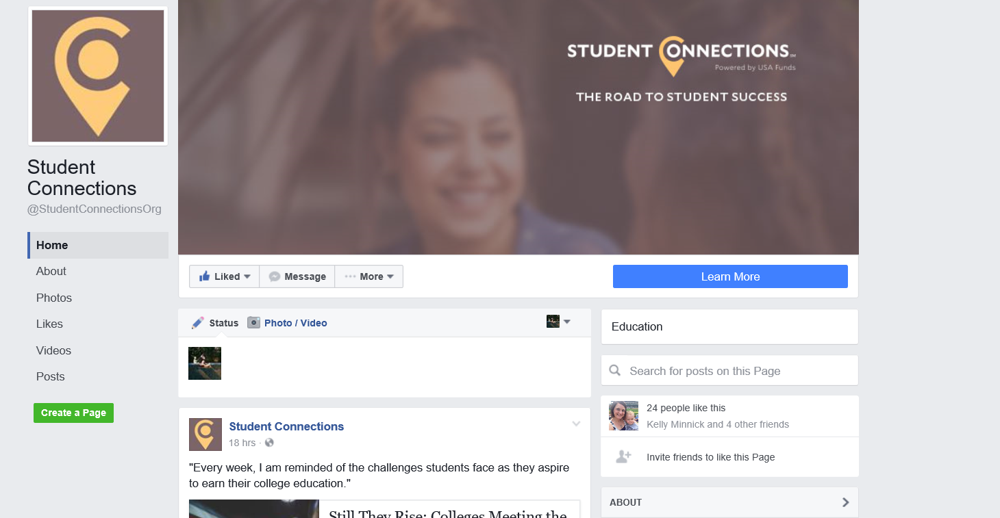 STUDENT CONNECTIONS SM
Powered by USA Funds
THE ROAD TO STUDENT SUCCESS
Student
Connections
@StudentConnectionsOrg
Home
About
Photos
Likes
Videos
Posts
Create a Page
Liked
Message
More
Learn More
Status
Photo / Video
Student Connections
18 hrs ·
"Every week, I am reminded of the challenges students face as they aspire
to earn their college education."
Still They Rise: Colleges Meeting the
Education
Search for posts on this Page
24 people like this
Kelly Minnick and 4 other friends
Invite friends to like this Page
ABOUT